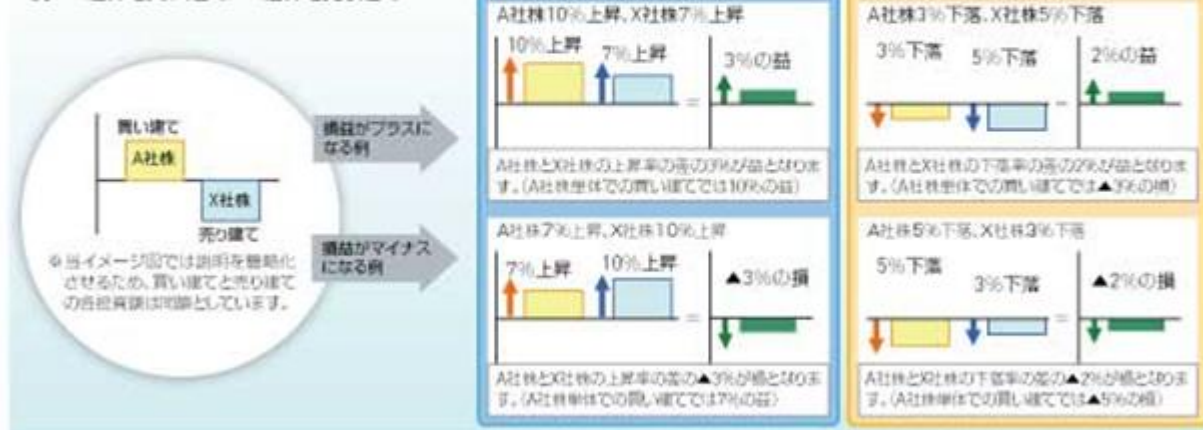 買い建て
A社株
X社株
売り建て
※当イメージ図では説明を簡略化
させるため、買い建てと売り建て
の各投資額は同額としています。
損益がプラスに
なる例
損益がマイナス
になる例
A社株10%上昇、X社株7%上昇
10%上昇
7%上昇
3%の益
=
A社株とX社株の上昇率の差の3%が益となりま
す。(A社株単体での買い建てでは10%の益)
A社株3%下落、X社株5%下落
3%下落
5%下落
2%の益
=
A社株とX社株の下落率の差の2%が益となりま
す。(A社株単体での買い建てでは▲3%の損)
A社株7%上昇、X社株10%上昇
7%上昇
10%上昇
▲3%の損
=
A社株とX社株の上昇率の差の▲3%が損となりま
す。(A社株単体での買い建てでは7%の益)
A社株5%下落、X社株3%下落
5%下落
3%下落
▲2%の損
=
A社株とX社株の下落率の差の▲2%が損となりま
す。(A社株単体での買い建てでは▲5%の損)